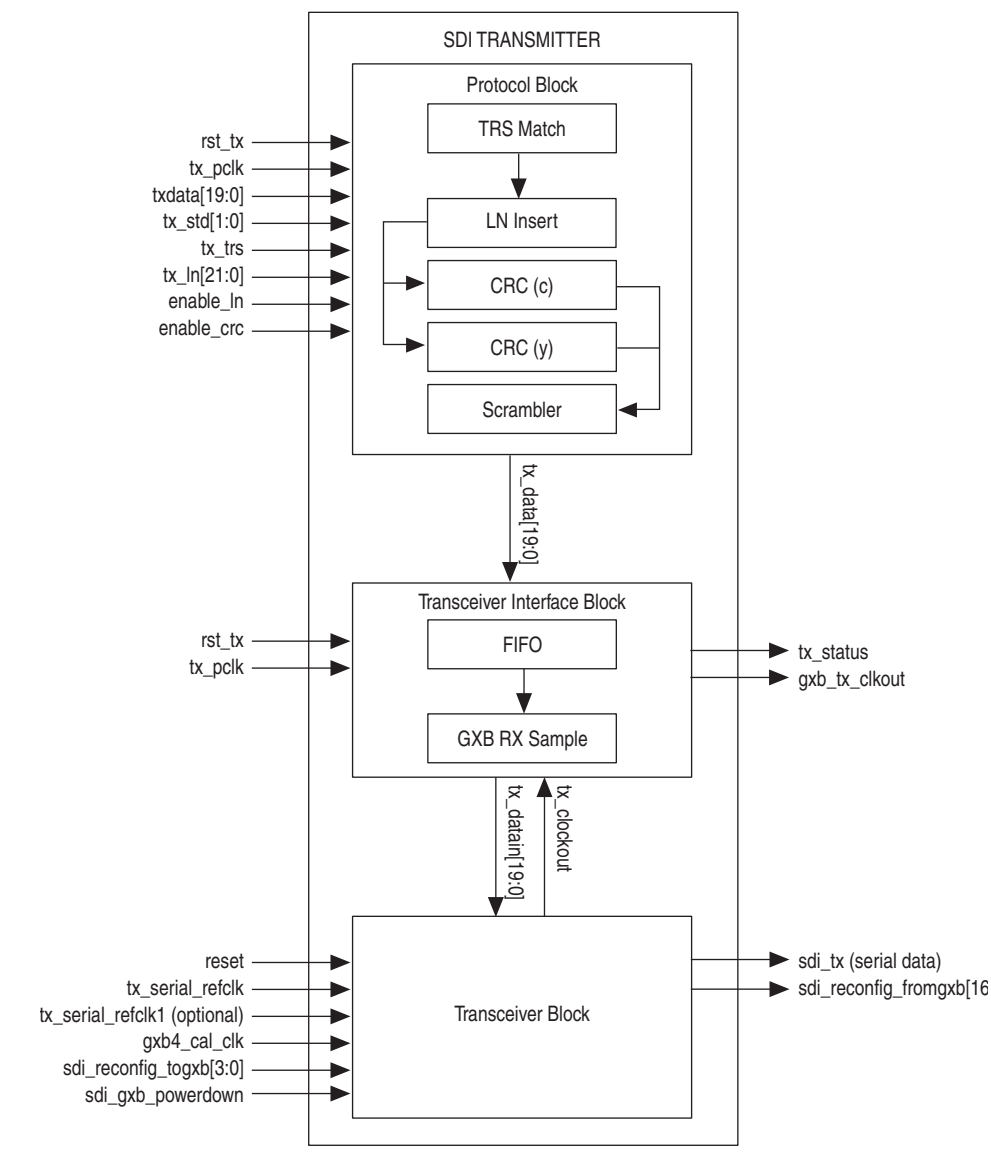 SDI TRANSMITTER
Protocol Block
TRS Match
rst_tx
tx_pclk
txdata[19:0]
tx_std[1:0]
tx_trs
tx_ln[21:0]
enable_ln
enable_crc
LN Insert
CRC (c)
CRC (y)
Scrambler
tx_data[19:0]
Transceiver Interface Block
rst_tx
tx_pclk
FIFO
GXB RX Sample
tx_status
gxb_tx_clkout
tx_datain[19:0]
tx_clockout
reset
tx_serial_refclk
tx_serial_refclk1 (optional)
gxb4_cal_clk
sdi_reconfig_togxb[3:0]
sdi_gxb_powerdown
Transceiver Block
sdi_tx (serial data)
sdi_reconfig_fromgxb[16